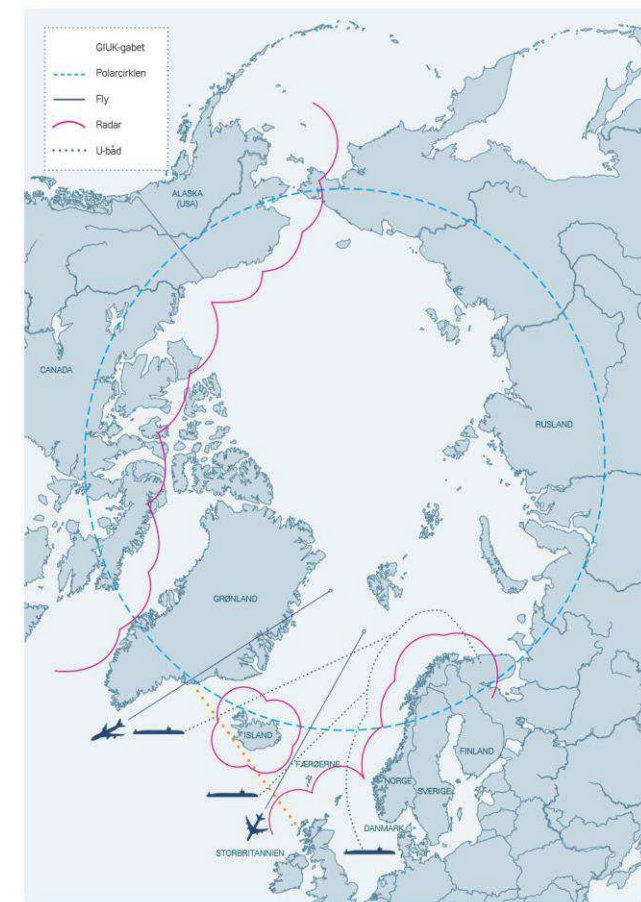 GIUK-gabet
Polarcirklen
Fly
Radar
U-båd
ALASKA
(USA)
CANADA
RUSLAND
GRØNLAND
ISLAND
FÆRØERNE
FINLAND
NORGE
SVERIGE
DANMARK
STORBRITANNIEN